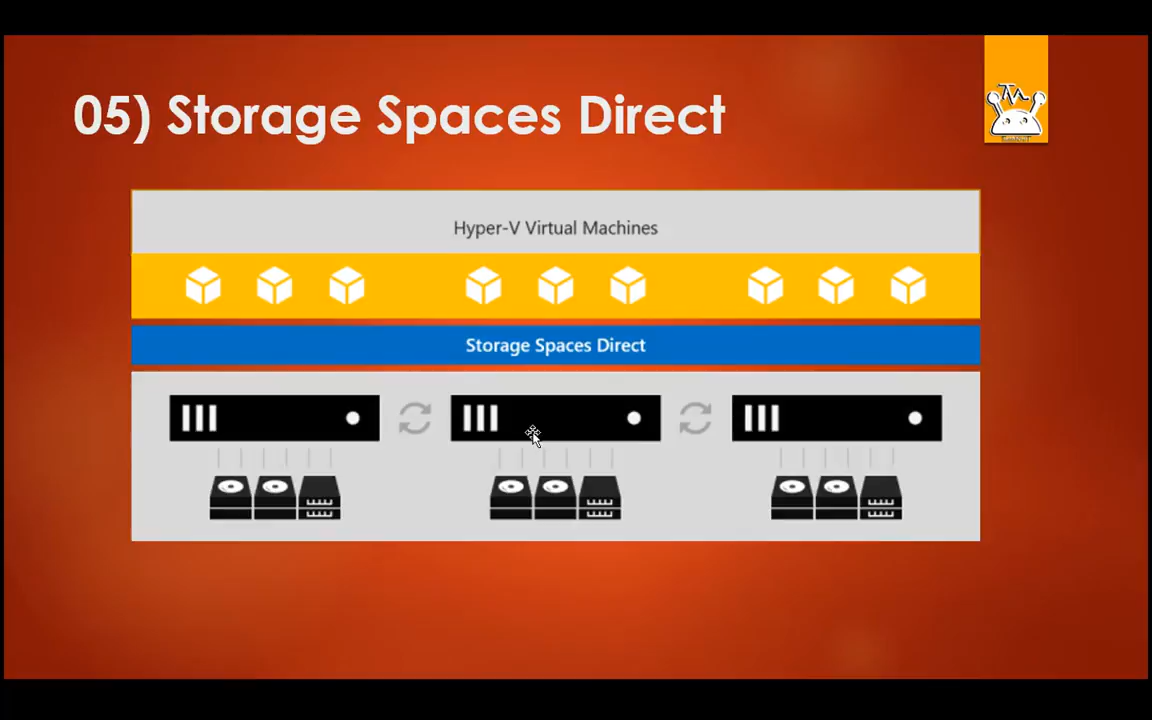 05) Storage Spaces Direct
Hyper-V Virtual Machines
Storage Spaces Direct